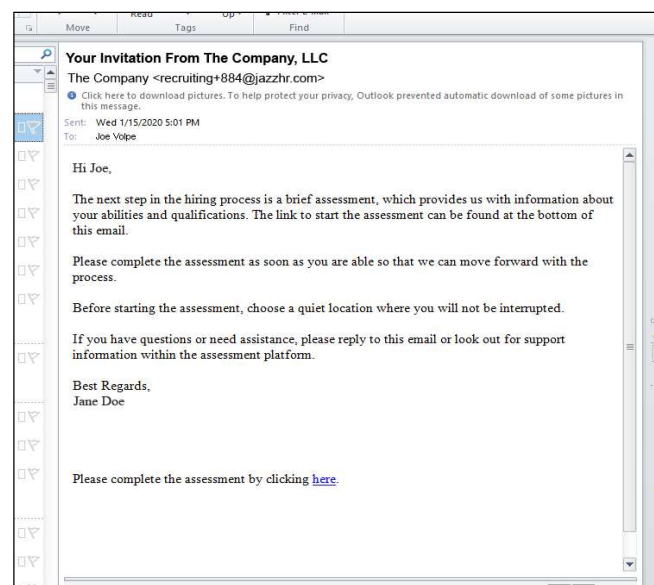 Read
Up
Move Tags Find
Your Invitation From The Company, LLC
The Company <recruiting+884@jazzhr.com>
Click here to download pictures. To help protect your privacy, Outlook prevented automatic download of some pictures in
this message.
Sent: Wed 1/15/2020 5:01 PM
To: Joe Volpe
Hi Joe,
The next step in the hiring process is a brief assessment, which provides us with information about
your abilities and qualifications. The link to start the assessment can be found at the bottom of
this email.
Please complete the assessment as soon as you are able so that we can move forward with the
process.
Before starting the assessment, choose a quiet location where you will not be interrupted.
If you have questions or need assistance, please reply to this email or look out for support
information within the assessment platform.
Best Regards,
Jane Doe
Please complete the assessment by clicking here.